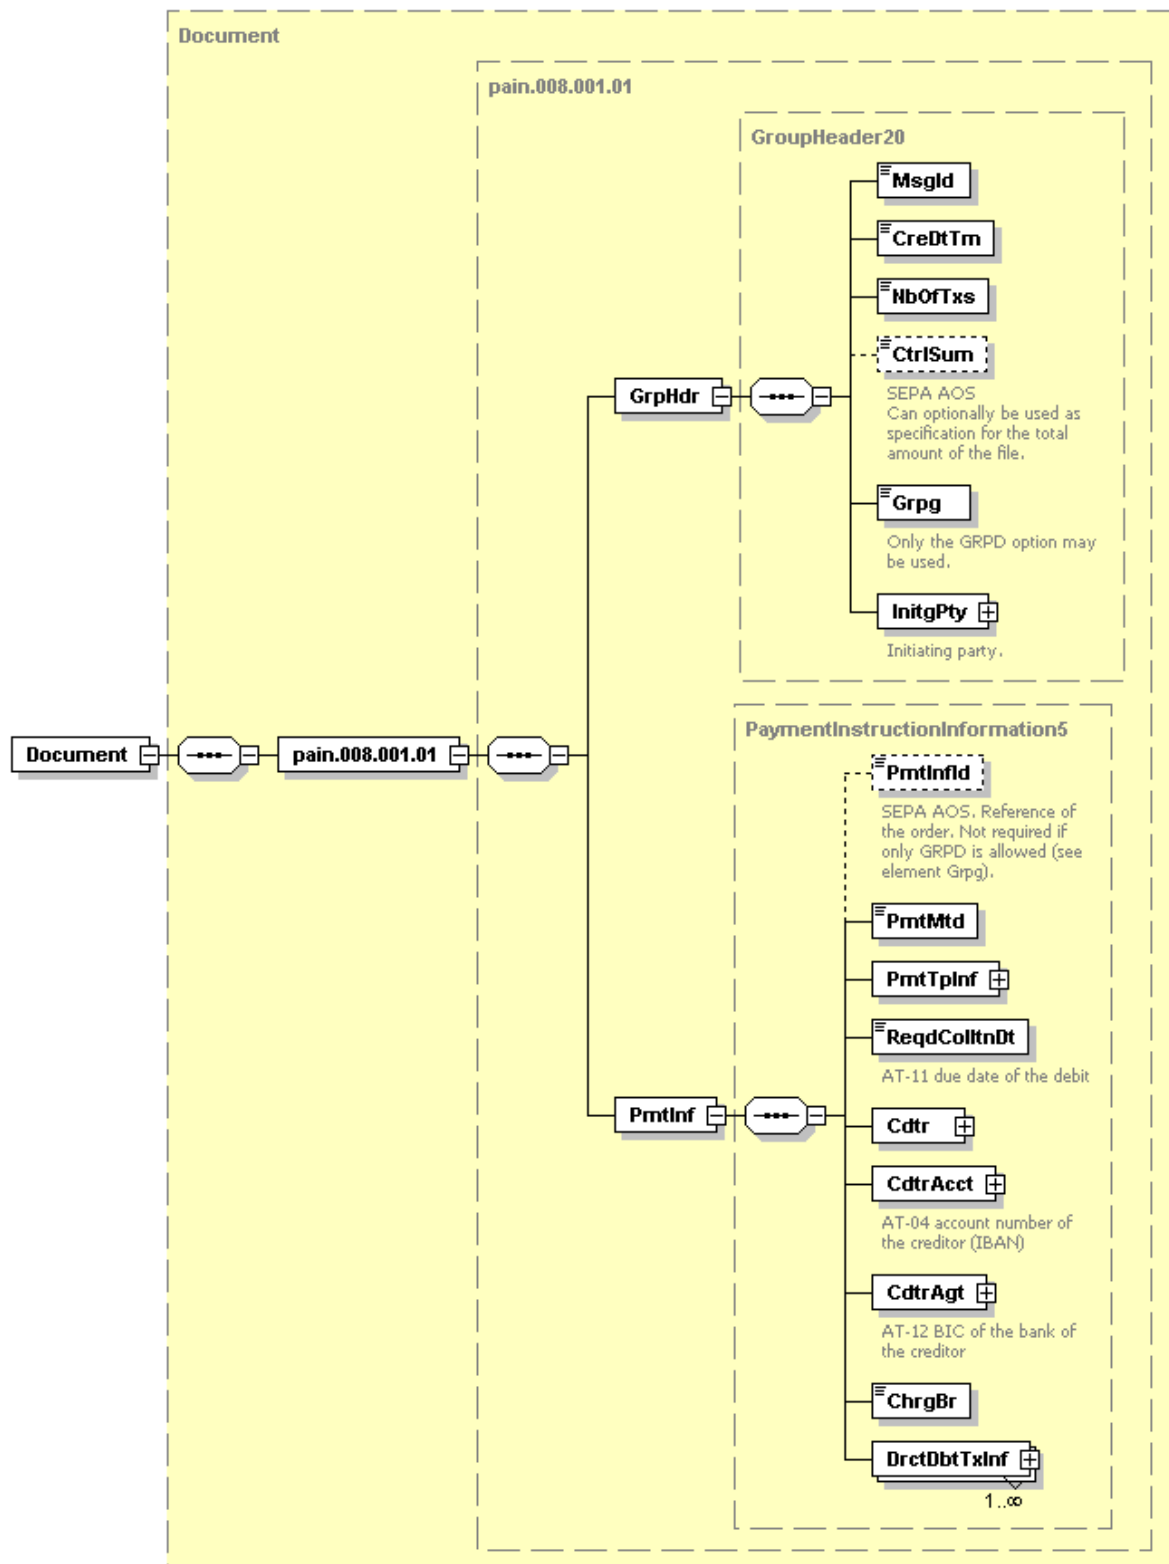 Document
pain.008.001.01
GroupHeader20
MsgId
CreDtTm
NbOfTxs
CtrlSum
SEPA AOS
Can optionally be used as
specification for the total
amount of the file.
GrpHdr
Grpg
Only the GRPD option may
be used.
InitgPty
Initiating party.
Document
pain.008.001.01
PaymentInstructionInformation5
PmtInfId
SEPA AOS. Reference of
the order. Not required if
only GRPD is allowed (see
element Grpg).
PmtMtd
PmtTpInf
ReqdColltnDt
AT-11 due date of the debit
PmtInf
Cdtr
CdtrAcct
AT-04 account number of
the creditor (IBAN)
CdtrAgt
AT-12 BIC of the bank of
the creditor
ChrgBr
DrctDbtTxInf
1..∞